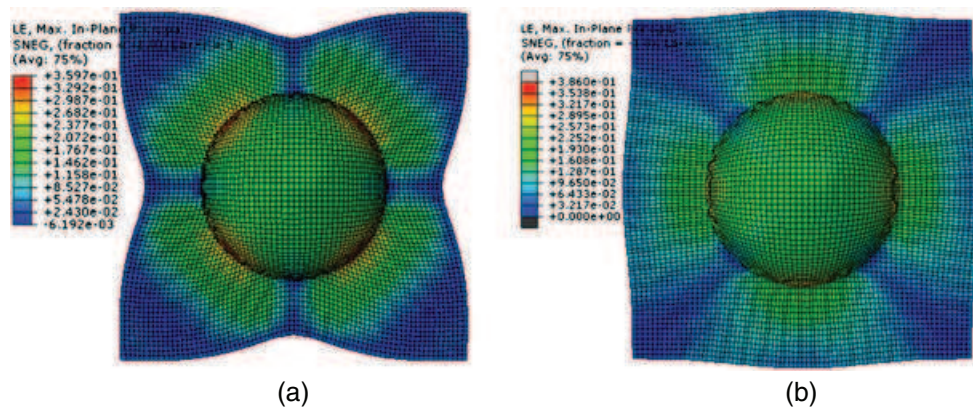 LE, Max. In-Plane
SNEG, (fraction =
(Avg: 75%)
+3.597e-01
+3.292e-01
+2.987e-01
+2.682e-01
+2.377e-01
+2.072e-01
+1.767e-01
+1.462e-01
+1.158e-01
+8.527e-02
+5.478e-02
+2.430e-02
-6.192e-03
LE, Max. In-Plane
SNEG, (fraction =
(Avg: 75%)
+3.860e-01
+3.538e-01
+3.217e-01
+2.895e-01
+2.573e-01
+2.252e-01
+1.930e-01
+1.608e-01
+1.287e-01
+9.650e-02
+6.433e-02
+3.217e-02
+0.000e+00
(a)
(b)